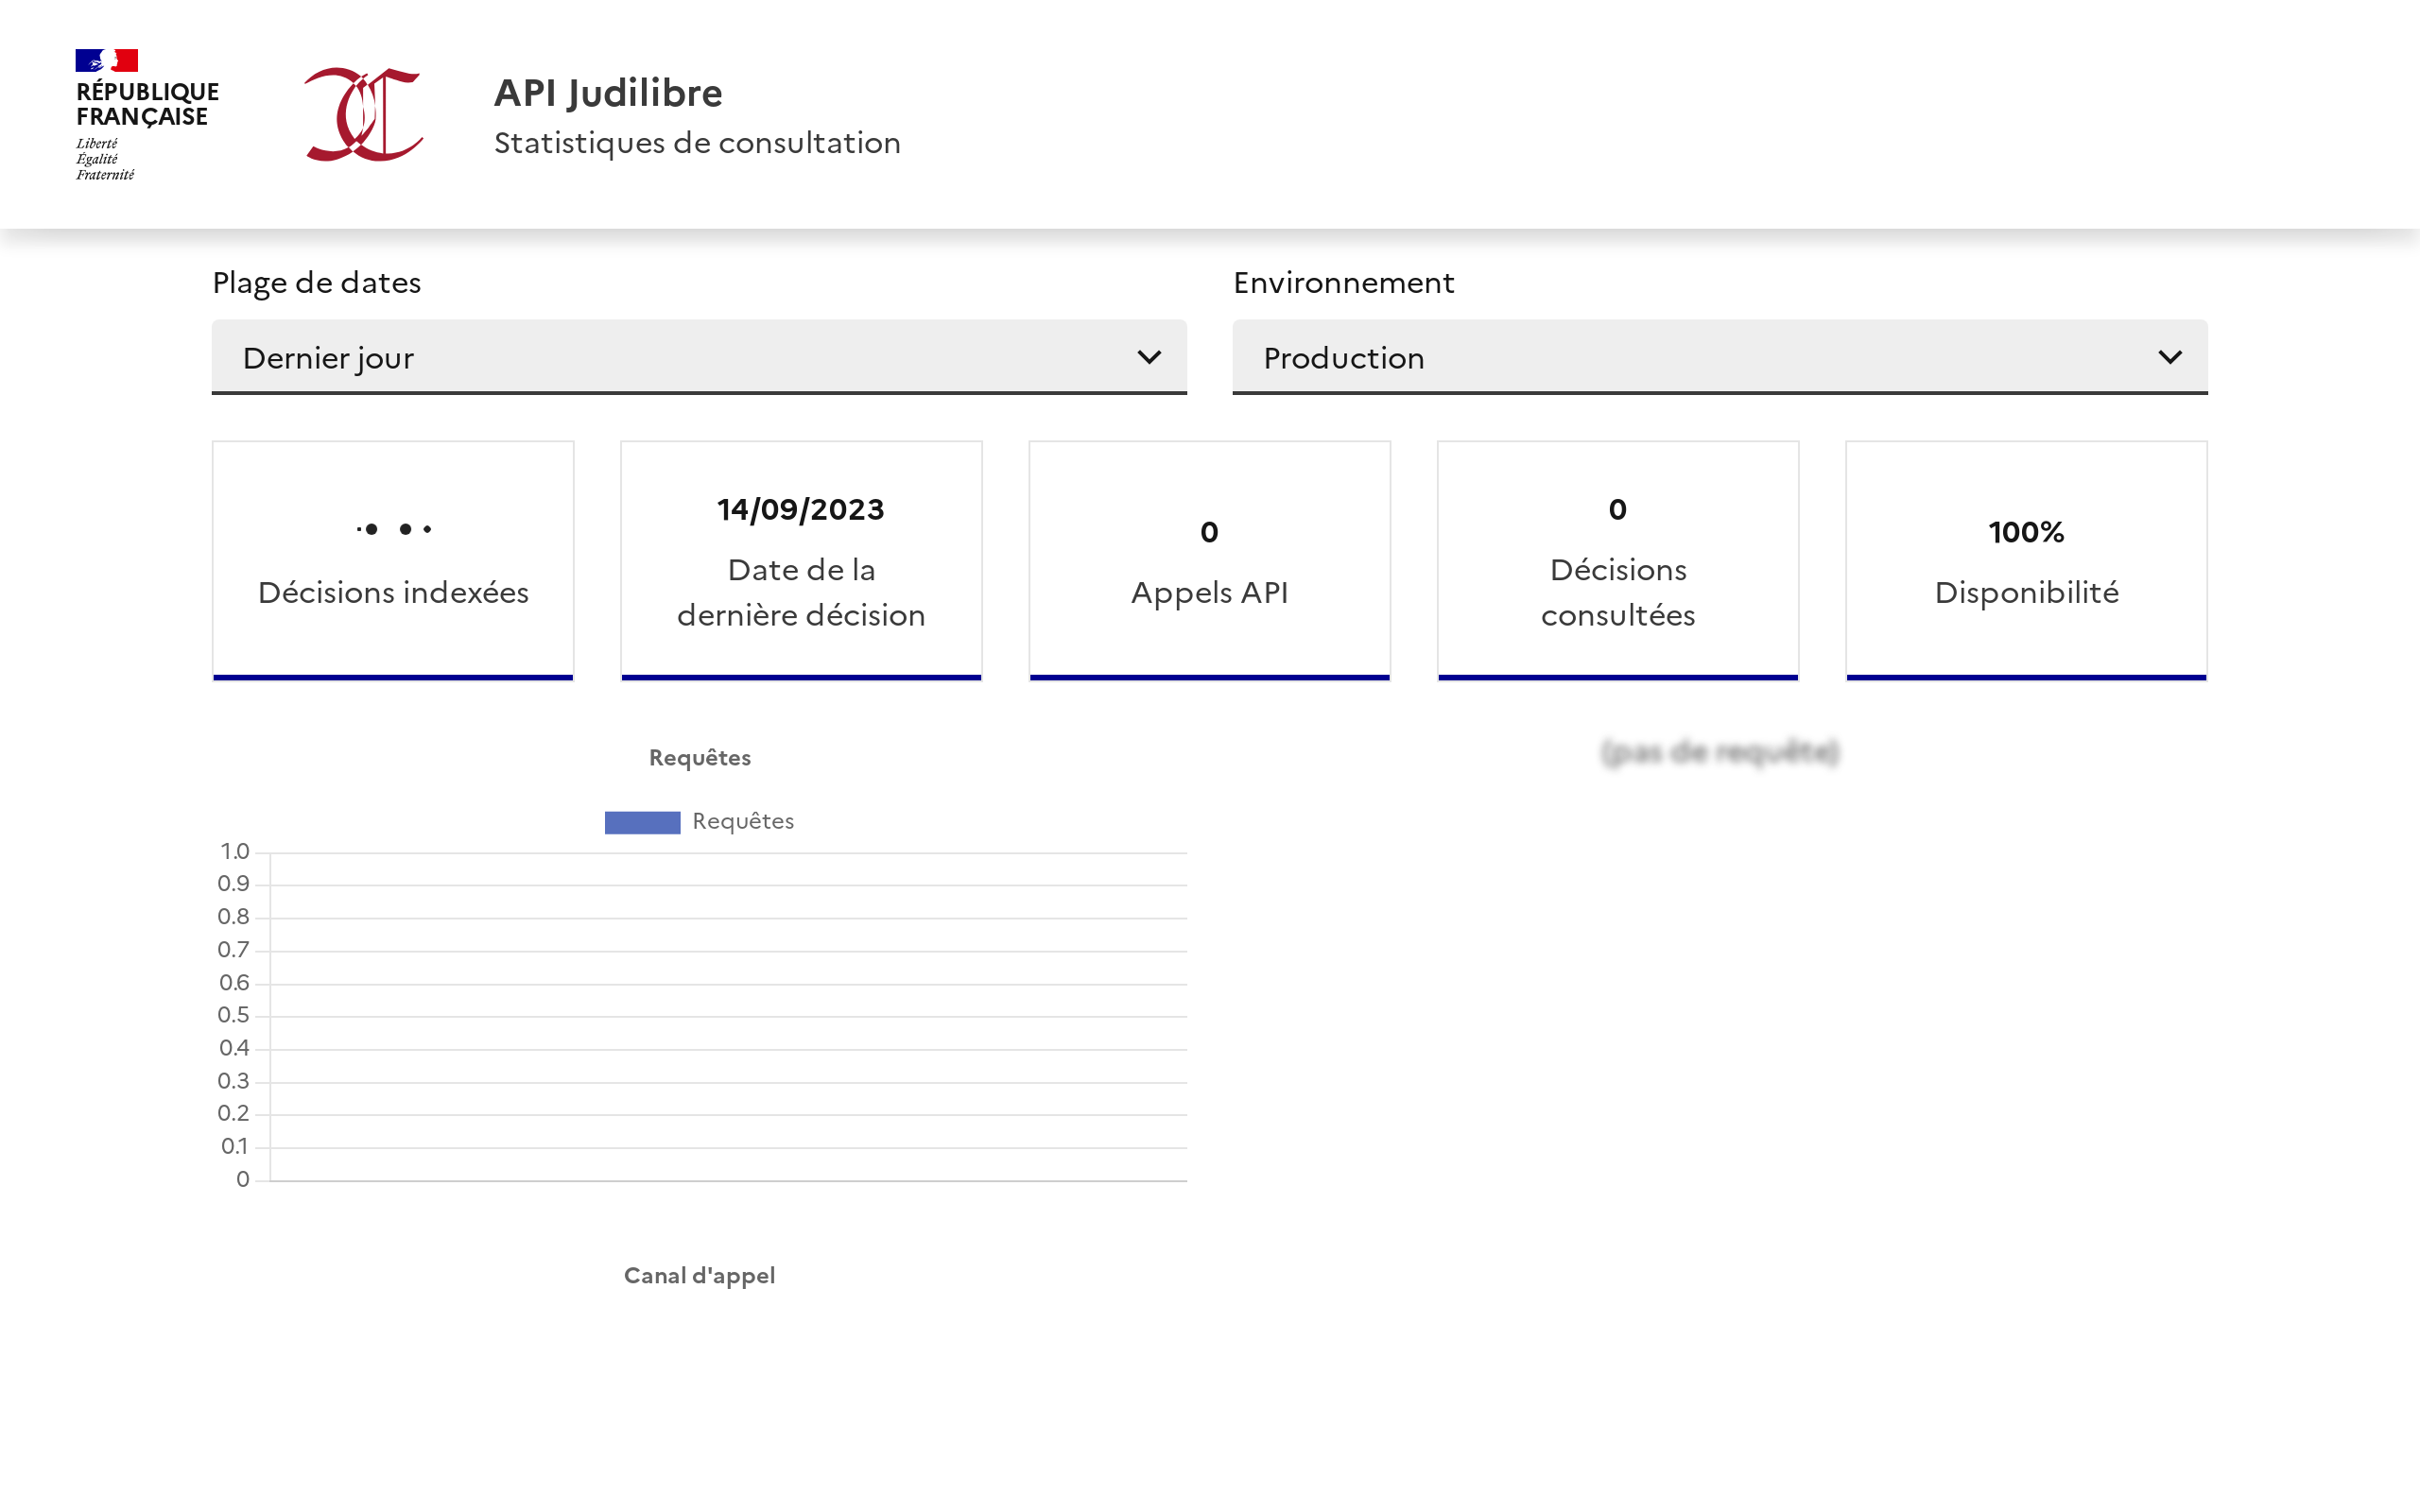 RÉPUBLIQUE
FRANÇAISE
Liberté
Égalité
Fraternité
API Judilibre
Statistiques de consultation
Plage de dates
Dernier jour
Environnement
Production
Décisions indexées
14/09/2023
Date de la
dernière décision
0
Appels API
0
Décisions
consultées
100%
Disponibilité
Requêtes
Requêtes
1.0
0.9
0.8
0.7
0.6
0.5
0.4
0.3
0.2
0.1
0
(pas de requête)
Canal d'appel